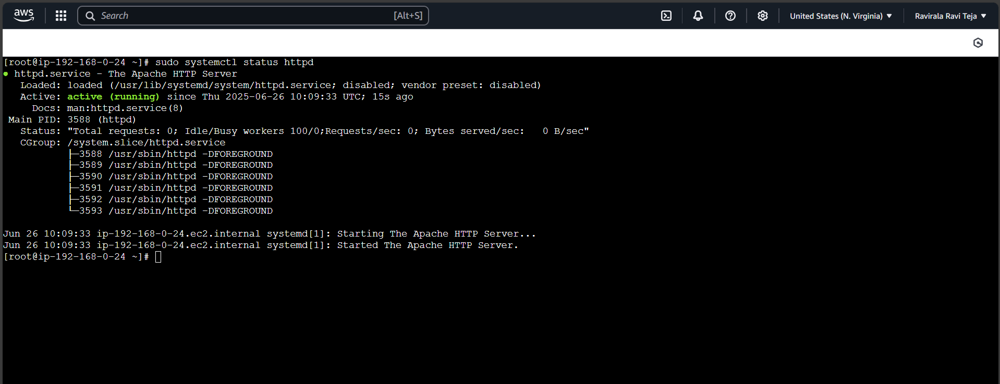 aws
Search [Alt+S]
United States (N. Virginia) ▼
Ravirala Ravi Teja ▼
[root@ip-192-168-0-24 ~]# sudo systemctl status httpd
● httpd.service - The Apache HTTP Server
   Loaded: loaded (/usr/lib/systemd/system/httpd.service; disabled; vendor preset: disabled)
   Active: active (running) since Thu 2025-06-26 10:09:33 UTC; 15s ago
     Docs: man:httpd.service(8)
 Main PID: 3588 (httpd)
   Status: "Total requests: 0; Idle/Busy workers 100/0;Requests/sec: 0; Bytes served/sec:   0 B/sec"
   CGroup: /system.slice/httpd.service
           ├─3588 /usr/sbin/httpd -DFOREGROUND
           ├─3589 /usr/sbin/httpd -DFOREGROUND
           ├─3590 /usr/sbin/httpd -DFOREGROUND
           ├─3591 /usr/sbin/httpd -DFOREGROUND
           ├─3592 /usr/sbin/httpd -DFOREGROUND
           └─3593 /usr/sbin/httpd -DFOREGROUND
Jun 26 10:09:33 ip-192-168-0-24.ec2.internal systemd[1]: Starting The Apache HTTP Server...
Jun 26 10:09:33 ip-192-168-0-24.ec2.internal systemd[1]: Started The Apache HTTP Server.
[root@ip-192-168-0-24 ~]#